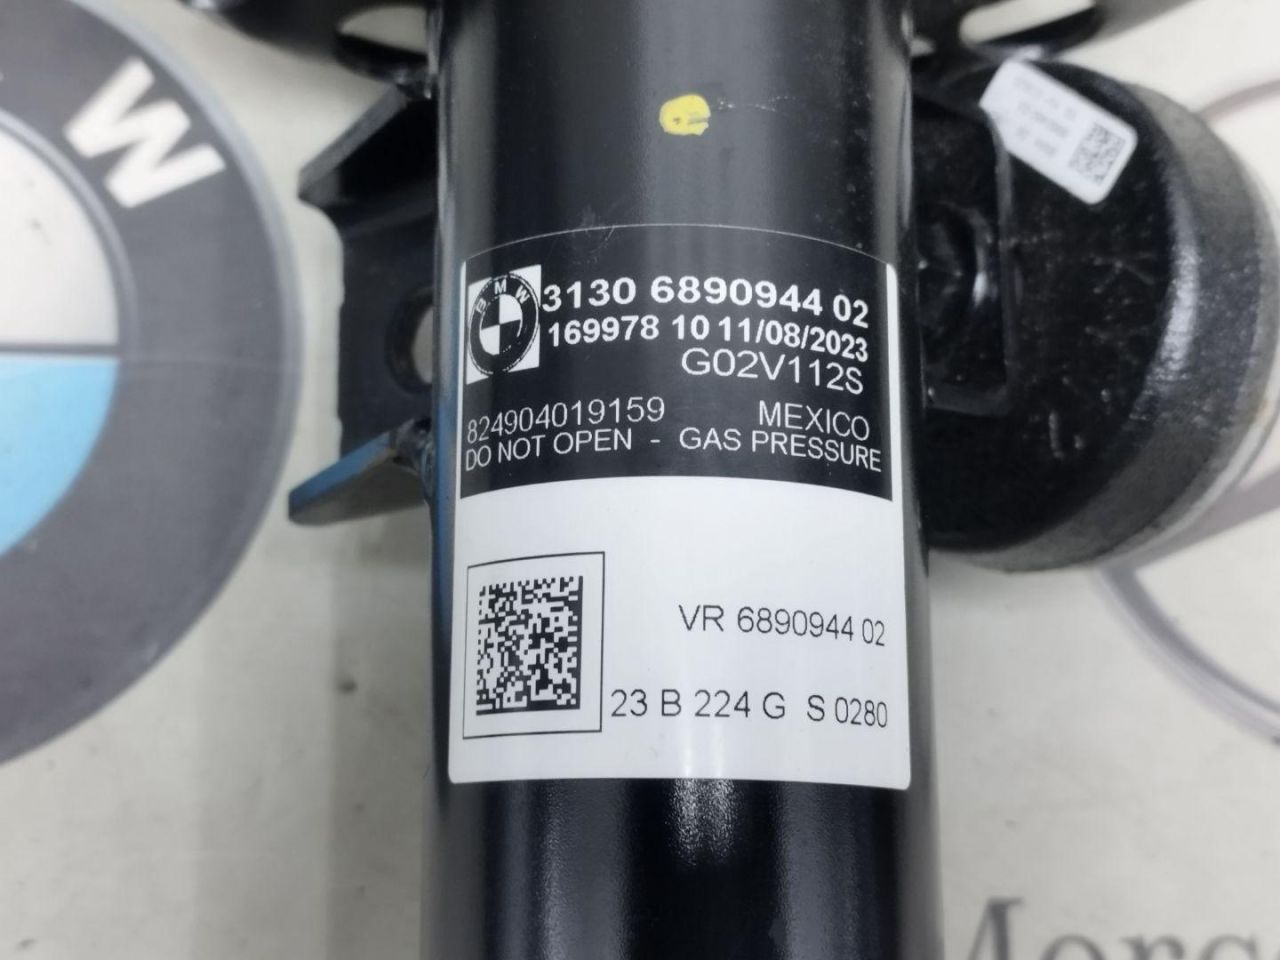 W
BMW
3130 6890944 02
169978 10 11/08/2023
G02V112S
824904019159 MEXICO
DO NOT OPEN - GAS PRESSURE
VR 6890944 02
23 B 224 G S 0280